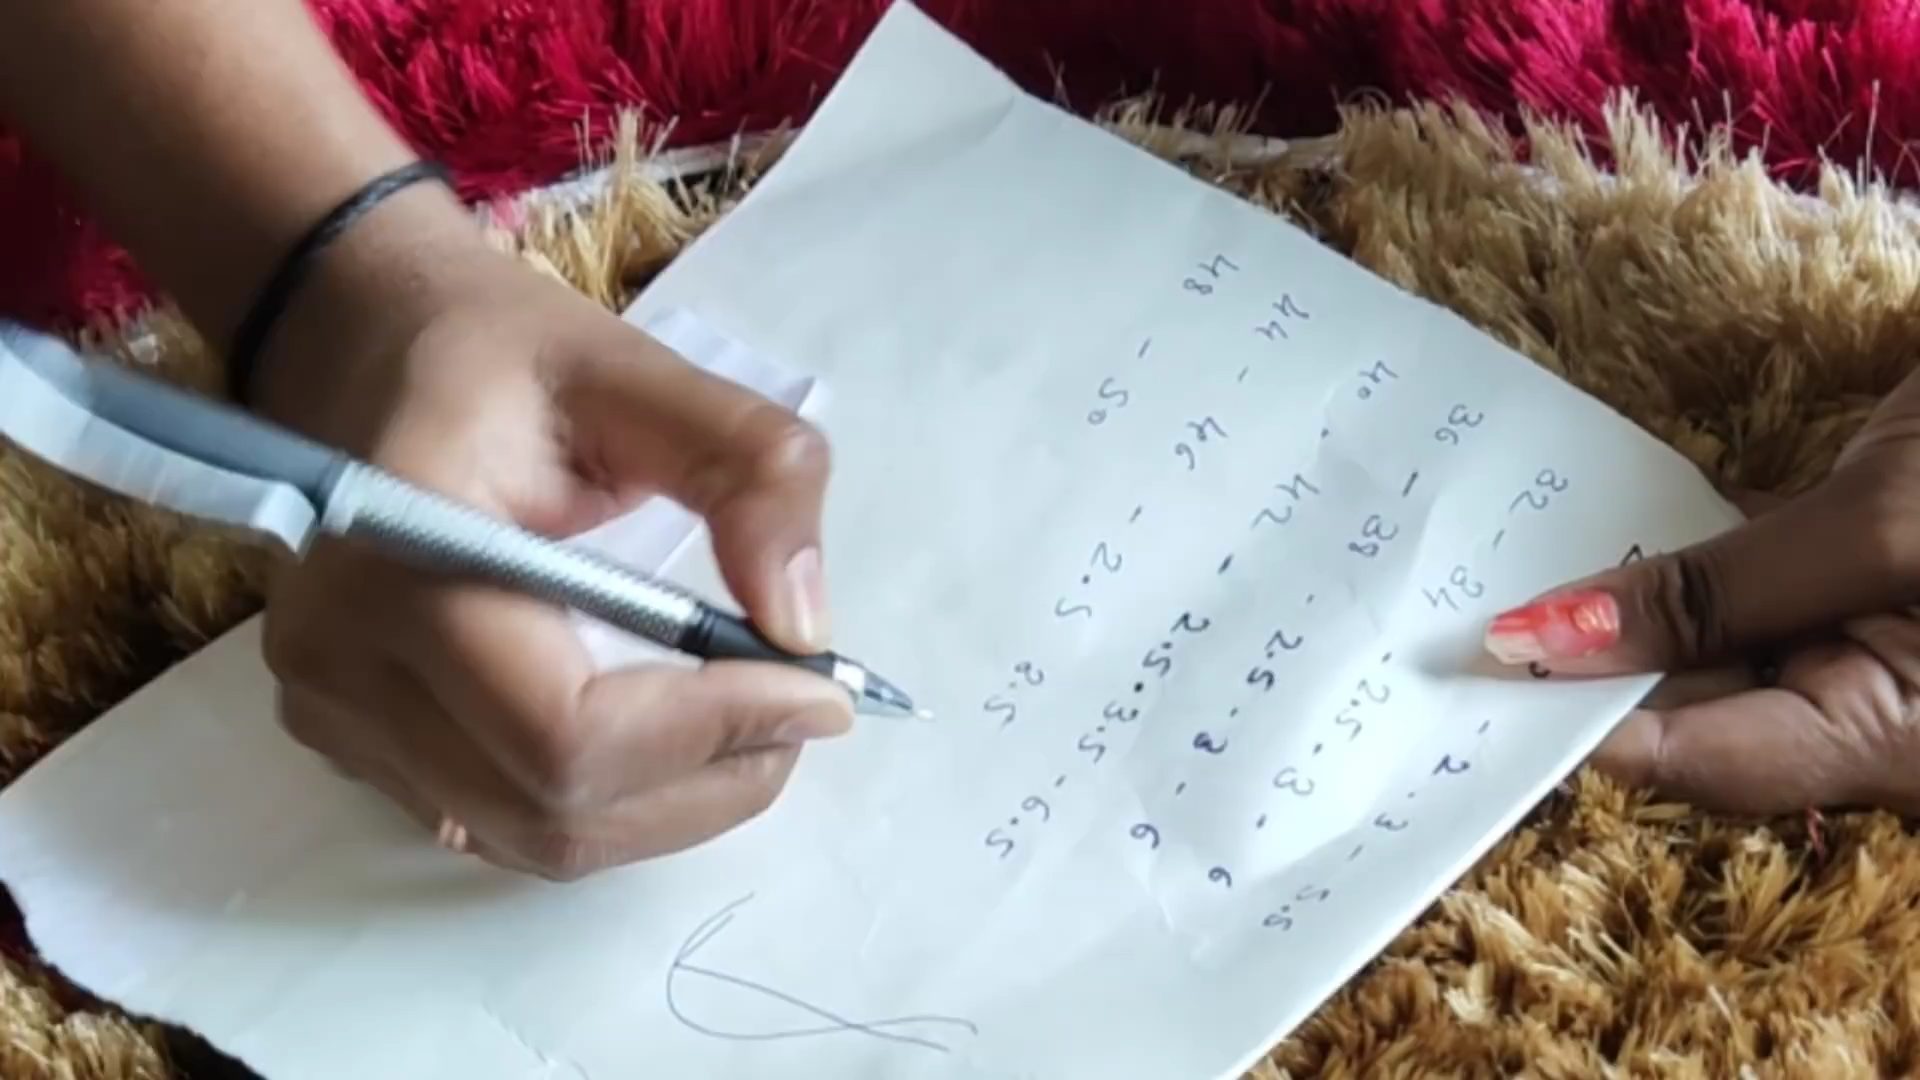 - 2 - 3 - 5.5
32 - 34 - 2.5 - 3 - 6
36 - 38 - 2.5 - 3 - 6
40 - 42 - 2.5 - 3.5 - 6.5
44 - 46 - 2.5 3.5
48 - 50